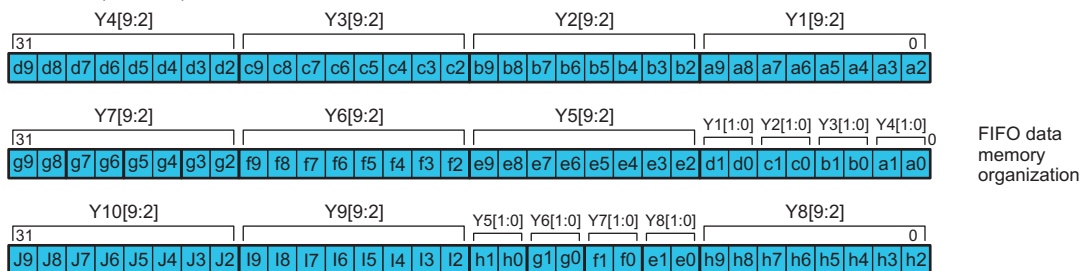 Y4[9:2] Y3[9:2] Y2[9:2] Y1[9:2]
31 0
d9 d8 d7 d6 d5 d4 d3 d2 c9 c8 c7 c6 c5 c4 c3 c2 b9 b8 b7 b6 b5 b4 b3 b2 a9 a8 a7 a6 a5 a4 a3 a2
Y7[9:2] Y6[9:2] Y5[9:2] Y1[1:0] Y2[1:0] Y3[1:0] Y4[1:0]
31 0
g9 g8 g7 g6 g5 g4 g3 g2 f9 f8 f7 f6 f5 f4 f3 f2 e9 e8 e7 e6 e5 e4 e3 e2 d1 d0 c1 c0 b1 b0 a1 a0
FIFO data
memory
organization
Y10[9:2] Y9[9:2] Y5[1:0] Y6[1:0] Y7[1:0] Y8[1:0] Y8[9:2]
31 0
J9 J8 J7 J6 J5 J4 J3 J2 I9 I8 I7 I6 I5 I4 I3 I2 h1 h0 g1 g0 f1 f0 e1 e0 h9 h8 h7 h6 h5 h4 h3 h2